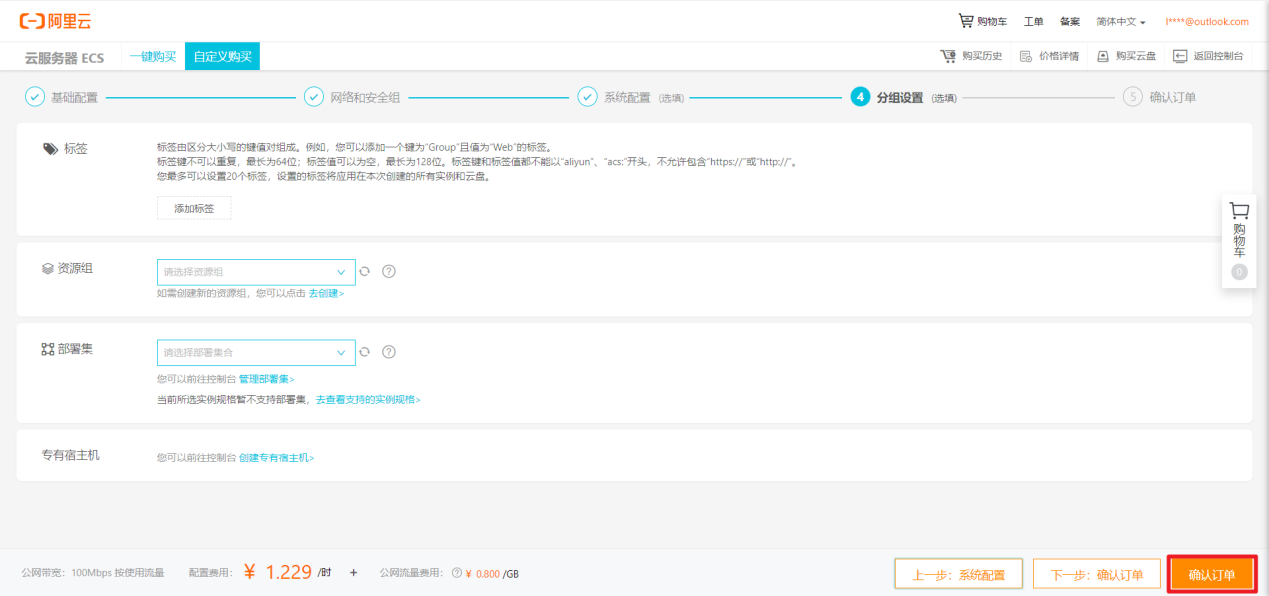 阿里云
购物车 工单 备案 简体中文 l****@outlook.com
云服务器 ECS 一键购买 自定义购买 购买历史 价格详情 购买云盘 返回控制台
基础配置 网络和安全组 系统配置 (选填) 4 分组设置 (选填) 5 确认订单
标签
标签由区分大小写的键值对组成。例如，您可以添加一个键为“Group”且值为“Web”的标签。
标签键不可以重复，最长为64位；标签值可以为空，最长为128位。标签键和标签值都不能以“aliyun”、“acs:”开头，不允许包含“https://”或“http://”。
您最多可以设置20个标签，设置的标签将应用在本次创建的所有实例和云盘。
添加标签
购物车
0
资源组 请选择资源组 ?
如需创建新的资源组，您可以点击 去创建>
部署集 请选择部署集合 ?
您可以前往控制台 管理部署集>
当前所选实例规格暂不支持部署集，去查看支持的实例规格>
专有宿主机 您可以前往控制台 创建专有宿主机>
公网带宽：100Mbps 按使用流量 配置费用：¥ 1.229 /时 + 公网流量费用：? ¥ 0.800 /GB 上一步：系统配置 下一步：确认订单 确认订单